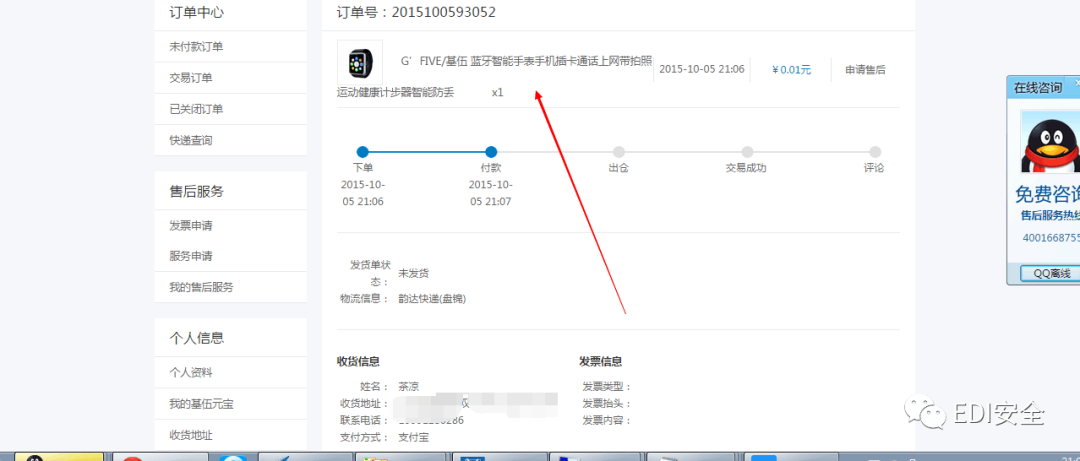 订单中心
未付款订单
交易订单
已关闭订单
快递查询
售后服务
发票申请
服务申请
我的售后服务
个人信息
个人资料
我的基伍元宝
收货地址
订单号：2015100593052
G'FIVE/基伍 蓝牙智能手表手机插卡通话上网带拍照
运动健康计步器智能防丢 x1
2015-10-05 21:06
¥ 0.01元
申请售后
下单
2015-10-
05 21:06
付款
2015-10-
05 21:07
出仓
交易成功
评论
发货单状
态： 未发货
物流信息： 韵达快递(盘锦)
收货信息
姓名： 茶凉
收货地址：
联系电话：
支付方式： 支付宝
发票信息
发票类型：
发票抬头：
发票内容：
在线咨询
免费咨询
售后服务热线
4001668755
QQ离线
EDI安全